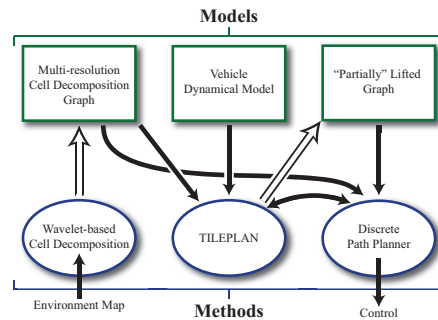 Models
Multi-resolution
Cell Decomposition
Graph
Vehicle
Dynamical Model
“Partially” Lifted
Graph
Wavelet-based
Cell Decomposition
TILEPLAN
Discrete
Path Planner
Environment Map
Methods
Control